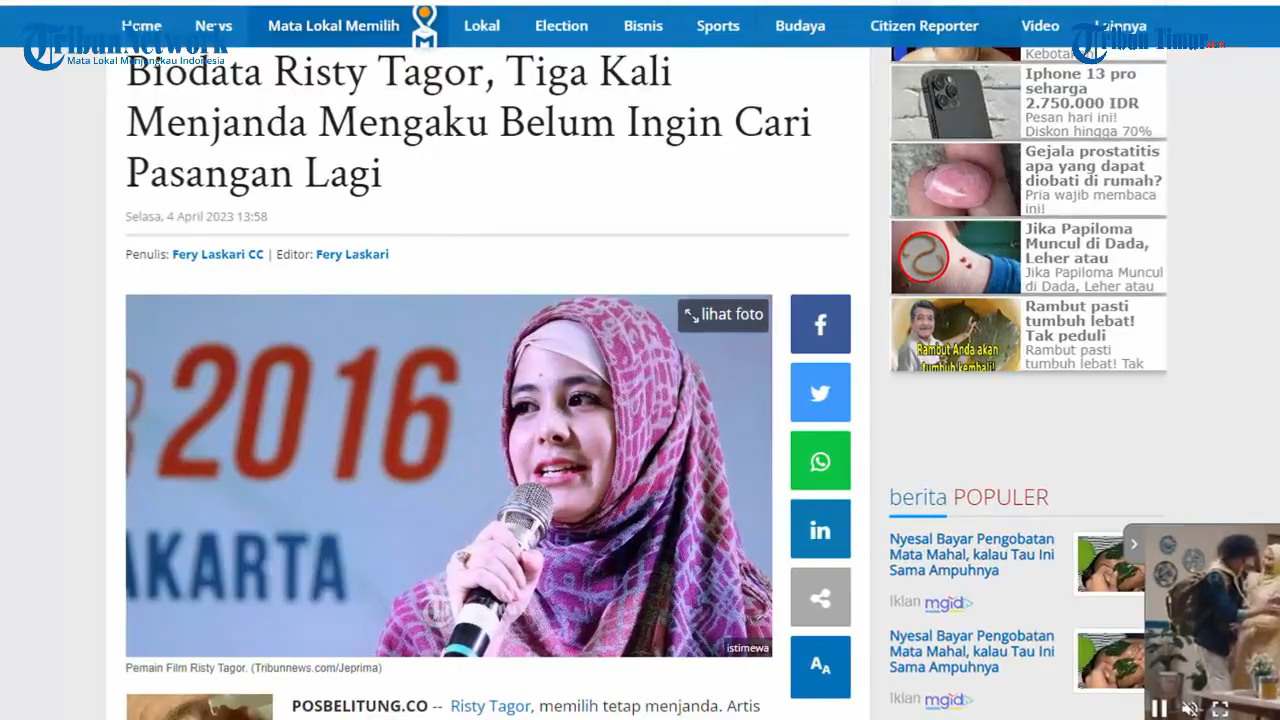 Home News Mata Lokal Memilih Lokal Election Bisnis Sports Budaya Citizen Reporter Video Lainnya
TribunNetwork
Mata Lokal Menjangkau Indonesia
Tribun Timur.com
Biodata Risty Tagor, Tiga Kali
Menjanda Mengaku Belum Ingin Cari
Pasangan Lagi
Selasa, 4 April 2023 13:58
Penulis: Fery Laskari CC | Editor: Fery Laskari
lihat foto
2016
AKARTA
istimewa
Pemain Film Risty Tagor. (Tribunnews.com/Jeprima)
POSBELITUNG.CO -- Risty Tagor, memilih tetap menjanda. Artis
AA
Iphone 13 pro
seharga
2.750.000 IDR
Pesan hari ini!
Diskon hingga 70%
Gejala prostatitis
apa yang dapat
diobati di rumah?
Pria wajib membaca
ini!
Jika Papiloma
Muncul di Dada,
Leher atau
Jika Papiloma Muncul
di Dada, Leher atau
Rambut Anda akan
tumbuh kembali!
Rambut pasti
tumbuh lebat!
Tak peduli
Rambut pasti
tumbuh lebat! Tak
berita POPULER
Nyesal Bayar Pengobatan
Mata Mahal, kalau Tau Ini
Sama Ampuhnya
Iklan mgid
Nyesal Bayar Pengobatan
Mata Mahal, kalau Tau Ini
Sama Ampuhnya
Iklan mgid